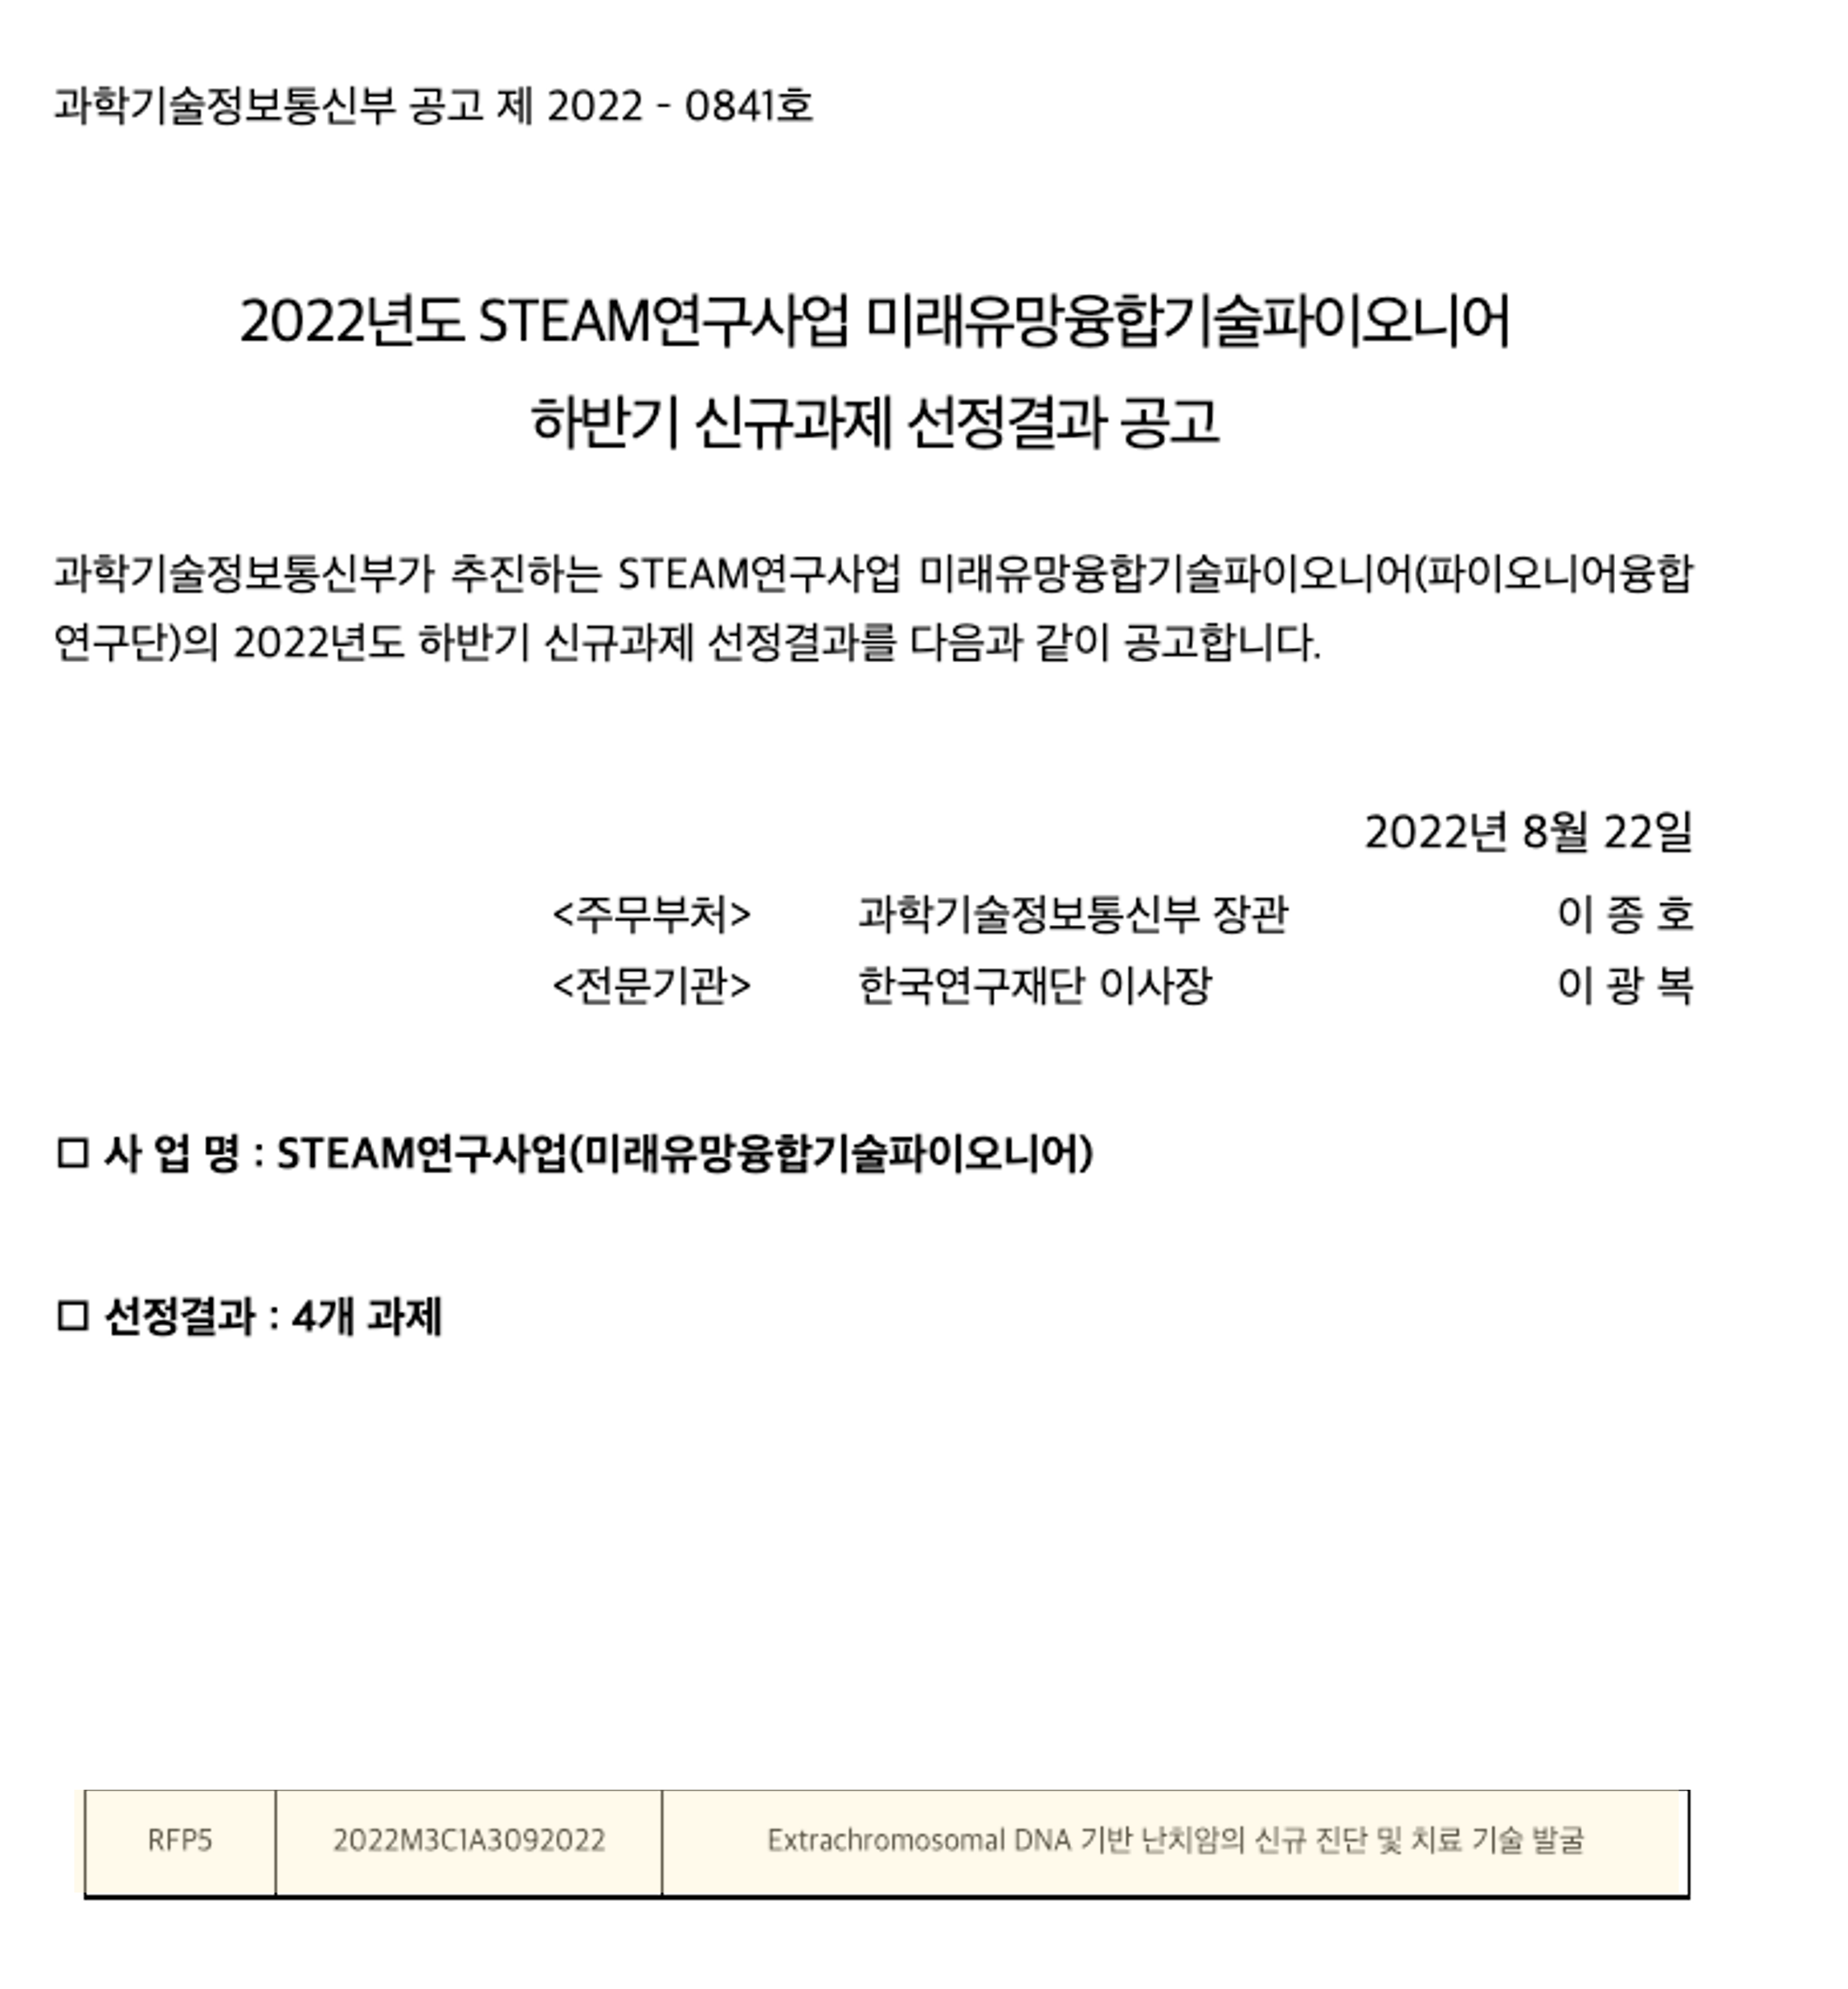 과학기술정보통신부 공고 제 2022 - 0841호
2022년도 STEAM연구사업 미래유망융합기술파이오니어
하반기 신규과제 선정결과 공고
과학기술정보통신부가 추진하는 STEAM연구사업 미래유망융합기술파이오니어(파이오니어융합
연구단)의 2022년도 하반기 신규과제 선정결과를 다음과 같이 공고합니다.
2022년 8월 22일
<주무부처> 과학기술정보통신부 장관 이 종 호
<전문기관> 한국연구재단 이사장 이 광 복
□ 사 업 명 : STEAM연구사업(미래유망융합기술파이오니어)
□ 선정결과 : 4개 과제
RFP5 2022M3C1A3092022 Extrachromosomal DNA 기반 난치암의 신규 진단 및 치료 기술 발굴